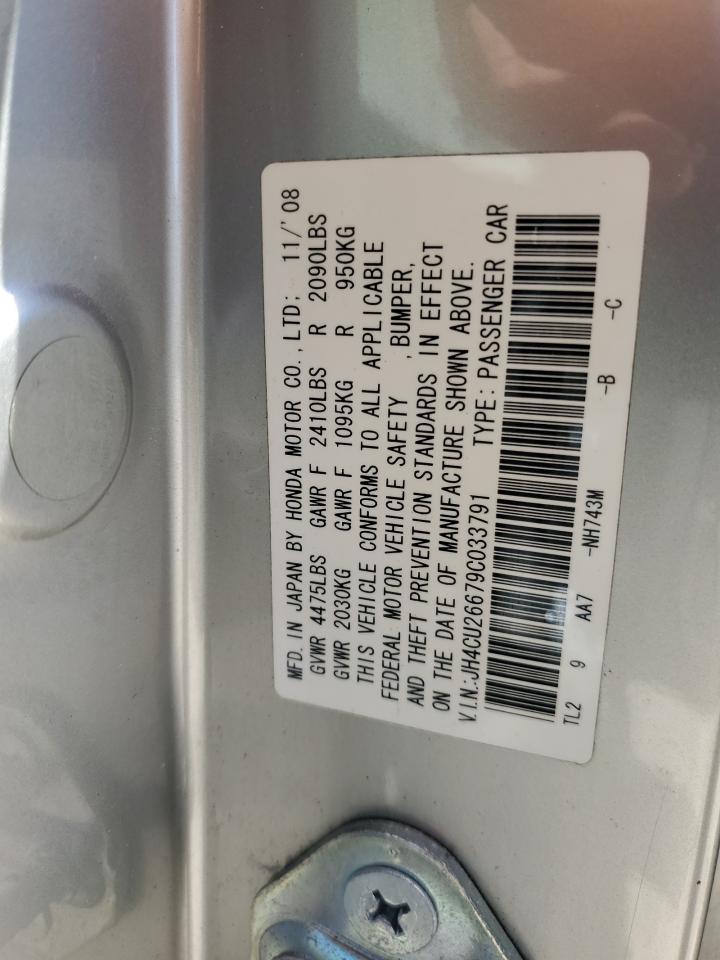 MFD. IN JAPAN BY HONDA MOTOR CO., LTD; 11/'08
GVWR 4475LBS GAWR F 2410LBS R 2090LBS
GVWR 2030KG GAWR F 1095KG R 950KG
THIS VEHICLE CONFORMS TO ALL APPLICABLE
FEDERAL MOTOR VEHICLE SAFETY , BUMPER,
AND THEFT PREVENTION STANDARDS IN EFFECT
ON THE DATE OF MANUFACTURE SHOWN ABOVE.
V.I.N.:JH4CU26679C033791 TYPE: PASSENGER CAR
TL2 9 AA7 -NH743M -B -C